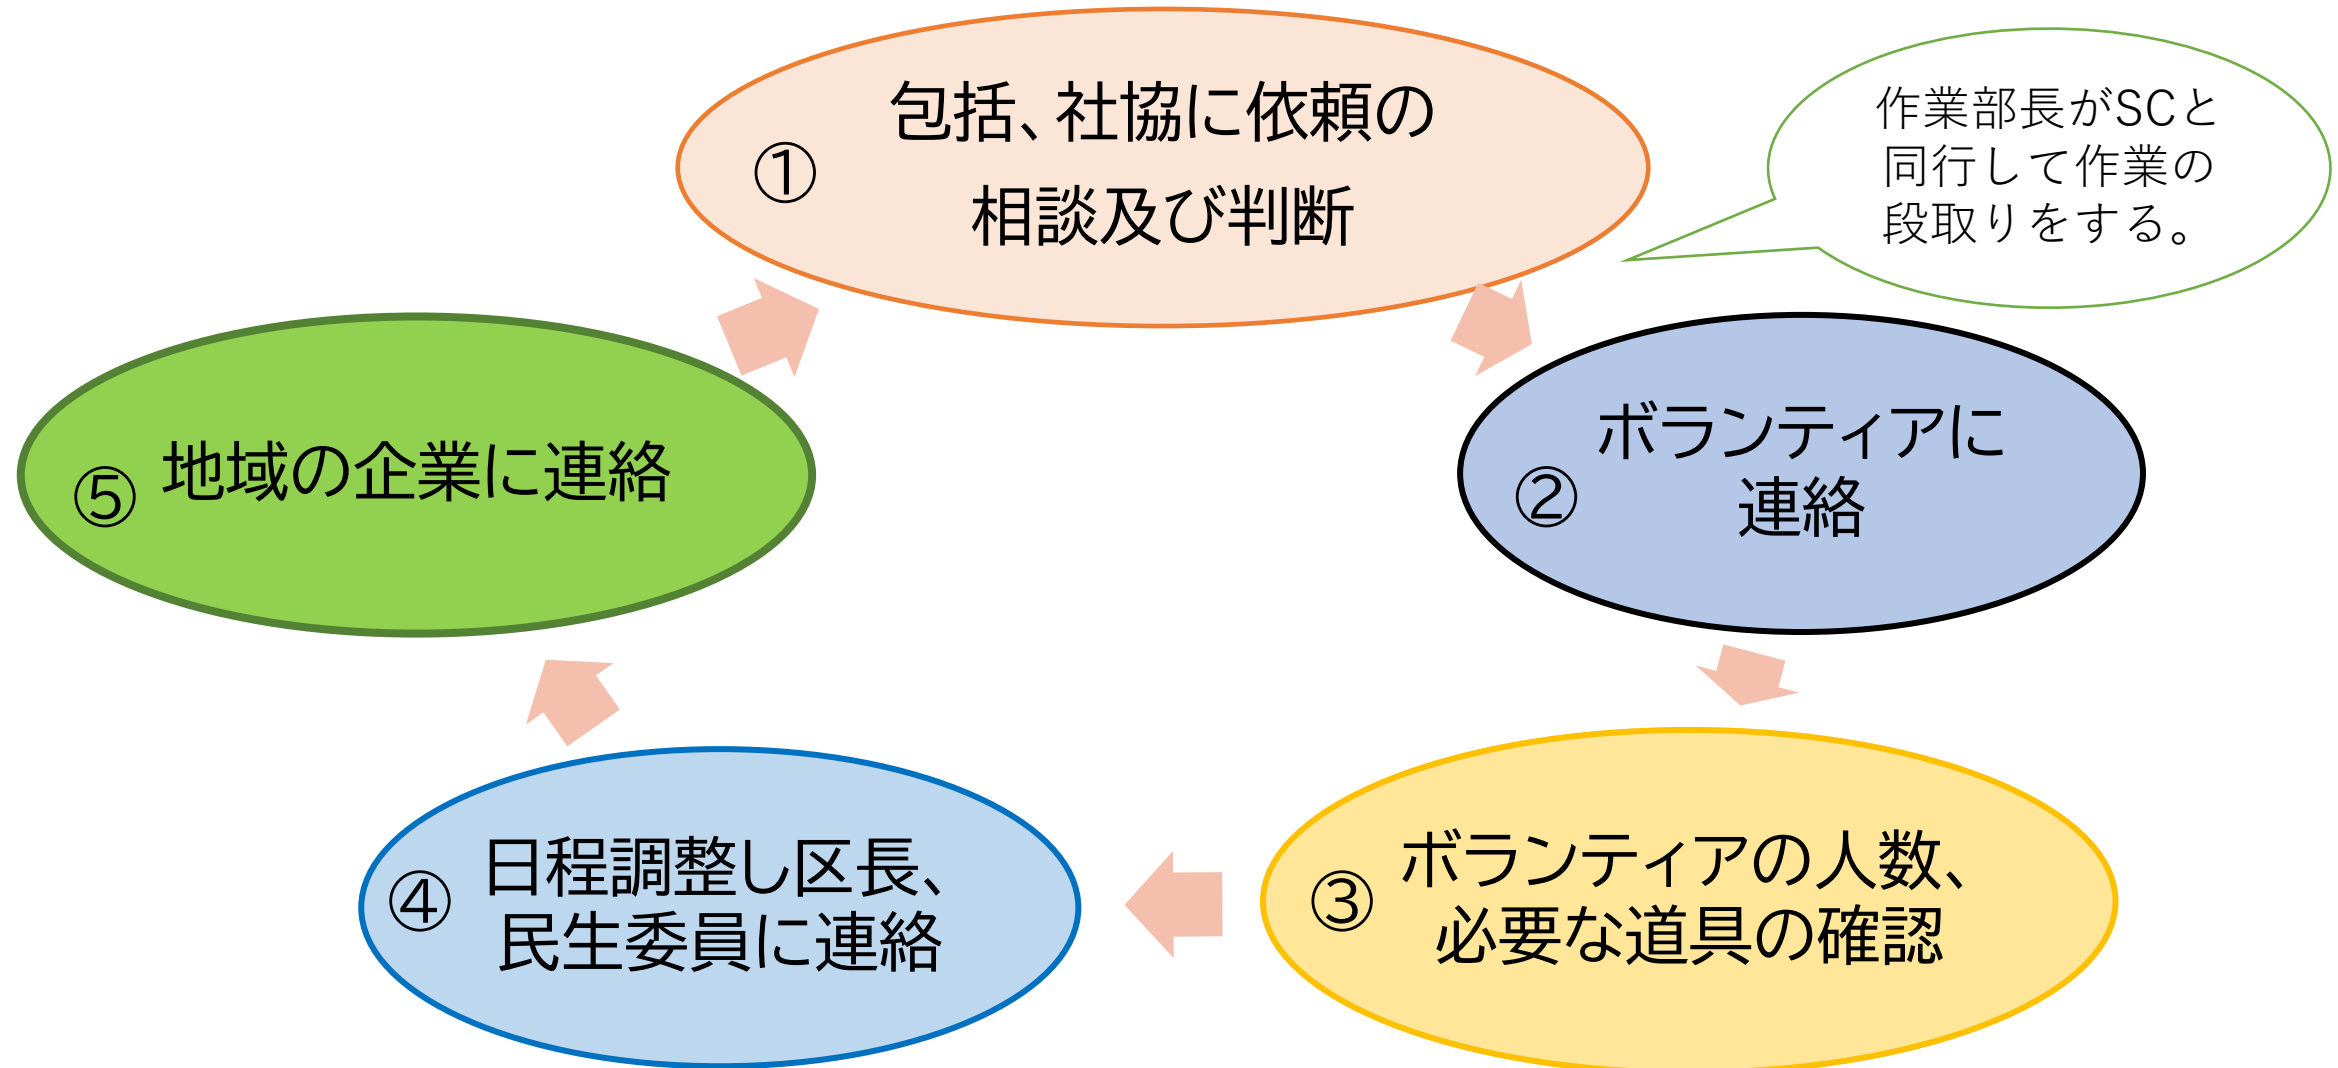 ①
包括、社協に依頼の
相談及び判断
作業部長がSCと
同行して作業の
段取りをする。
②
ボランティアに
連絡
③
ボランティアの人数、
必要な道具の確認
④
日程調整し区長、
民生委員に連絡
⑤
地域の企業に連絡